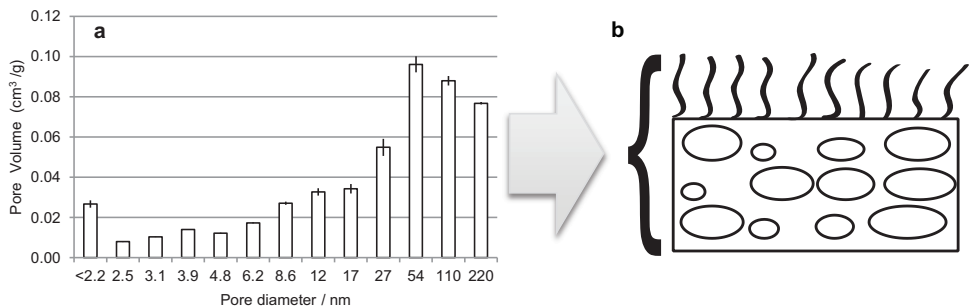 a
b
Pore Volume (cm³/g)
0.12
0.10
0.08
0.06
0.04
0.02
0.00
<2.2 2.5 3.1 3.9 4.8 6.2 8.6 12 17 27 54 110 220
Pore diameter / nm